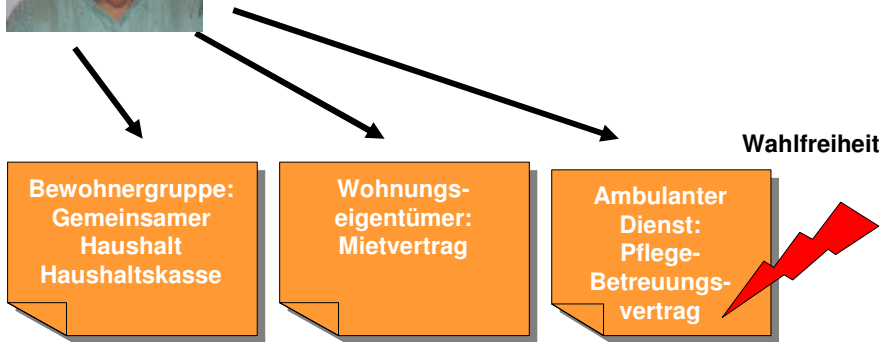 Wahlfreiheit
Bewohnergruppe:
Gemeinsamer
Haushalt
Haushaltskasse
Wohnungs-
eigentümer:
Mietvertrag
Ambulanter
Dienst:
Pflege-
Betreuungs-
vertrag